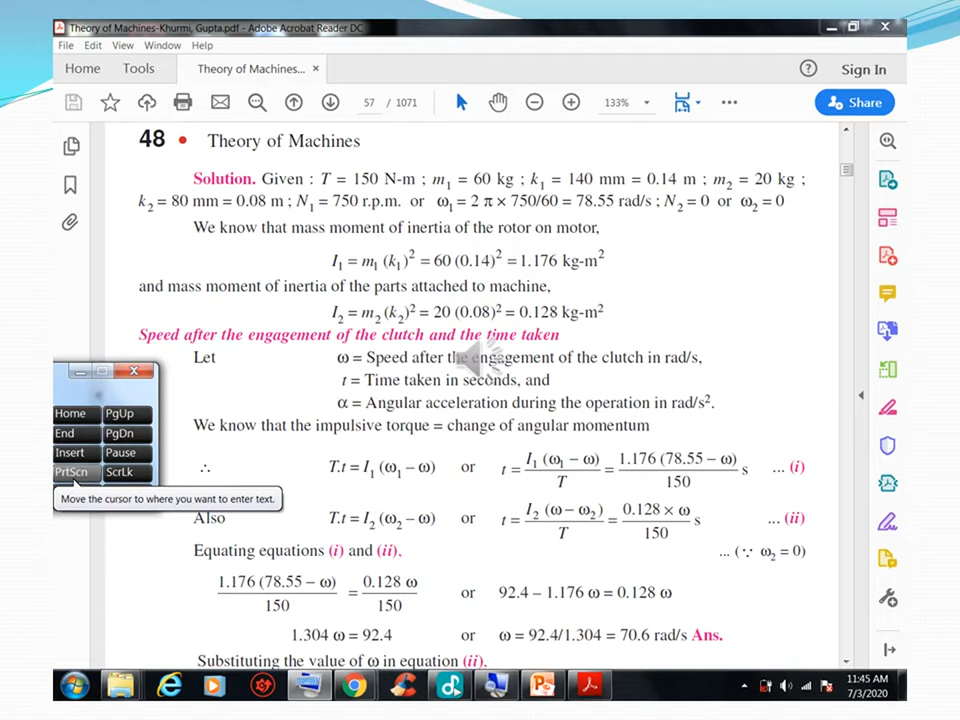 Theory of Machines-Khurmi, Gupta.pdf - Adobe Acrobat Reader DC
File Edit View Window Help
Home Tools Theory of Machines... × Sign In
57 / 1071 133% Share
48 • Theory of Machines
Solution. Given : T = 150 N-m ; m₁ = 60 kg ; k₁ = 140 mm = 0.14 m ; m₂ = 20 kg ;
k₂ = 80 mm = 0.08 m ; N₁ = 750 r.p.m. or ω₁ = 2 π × 750/60 = 78.55 rad/s ; N₂ = 0 or ω₂ = 0
We know that mass moment of inertia of the rotor on motor,
I₁ = m₁ (k₁)² = 60 (0.14)² = 1.176 kg-m²
and mass moment of inertia of the parts attached to machine,
I₂ = m₂ (k₂)² = 20 (0.08)² = 0.128 kg-m²
Speed after the engagement of the clutch and the time taken
Let ω = Speed after the engagement of the clutch in rad/s,
t = Time taken in seconds, and
α = Angular acceleration during the operation in rad/s².
We know that the impulsive torque = change of angular momentum
∴ T.t = I₁ (ω₁ – ω) or t = I₁ (ω₁ – ω) / T = 1.176 (78.55 – ω) / 150 s ... (i)
Also T.t = I₂ (ω₂ – ω) or t = I₂ (ω – ω₂) / T = 0.128 × ω / 150 s ... (ii)
Equating equations (i) and (ii), ... (∵ ω₂ = 0)
1.176 (78.55 – ω) / 150 = 0.128 ω / 150 or 92.4 – 1.176 ω = 0.128 ω
1.304 ω = 92.4 or ω = 92.4/1.304 = 70.6 rad/s Ans.
Substituting the value of ω in equation (ii),
Home PgUp
End PgDn
Insert Pause
PrtScn ScrLk
Move the cursor to where you want to enter text.
11:45 AM
7/3/2020